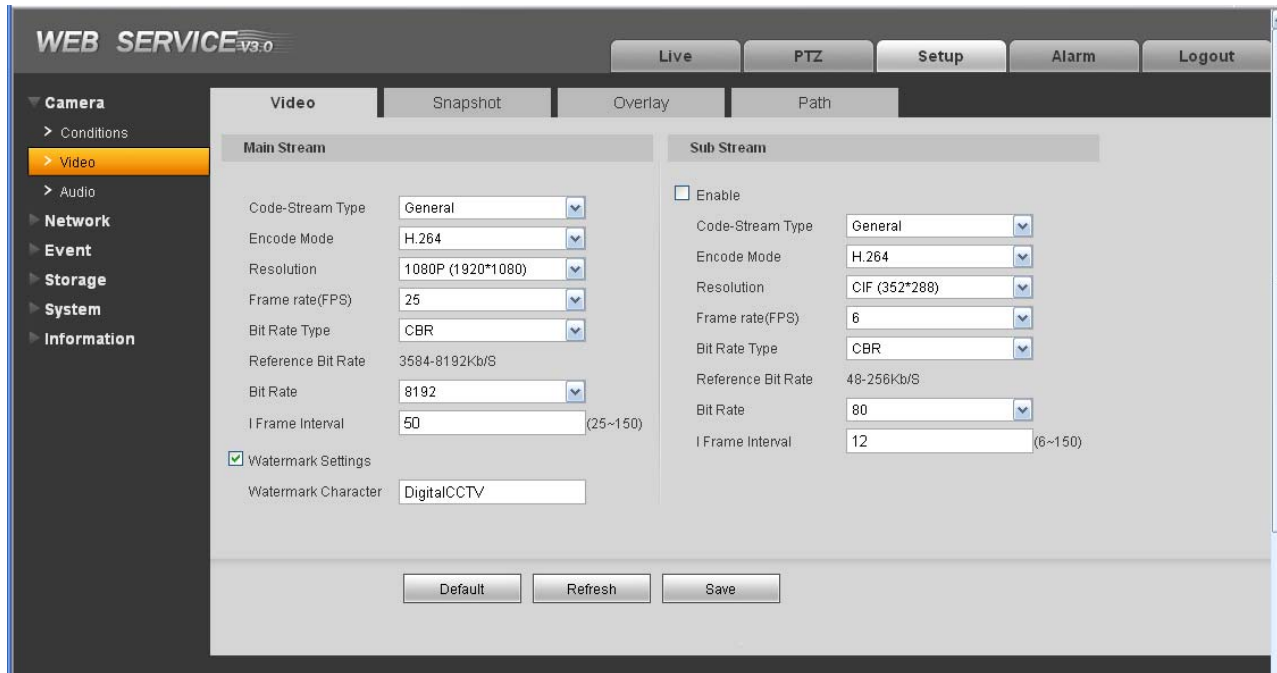 WEB SERVICE V3.0
Live PTZ Setup Alarm Logout
Camera
Conditions
Video
Audio
Network
Event
Storage
System
Information
Video Snapshot Overlay Path
Main Stream
Code-Stream Type General
Encode Mode H.264
Resolution 1080P (1920*1080)
Frame rate(FPS) 25
Bit Rate Type CBR
Reference Bit Rate 3584-8192Kb/S
Bit Rate 8192
I Frame Interval 50 (25~150)
Watermark Settings
Watermark Character DigitalCCTV
Sub Stream
Enable
Code-Stream Type General
Encode Mode H.264
Resolution CIF (352*288)
Frame rate(FPS) 6
Bit Rate Type CBR
Reference Bit Rate 48-256Kb/S
Bit Rate 80
I Frame Interval 12 (6~150)
Default Refresh Save